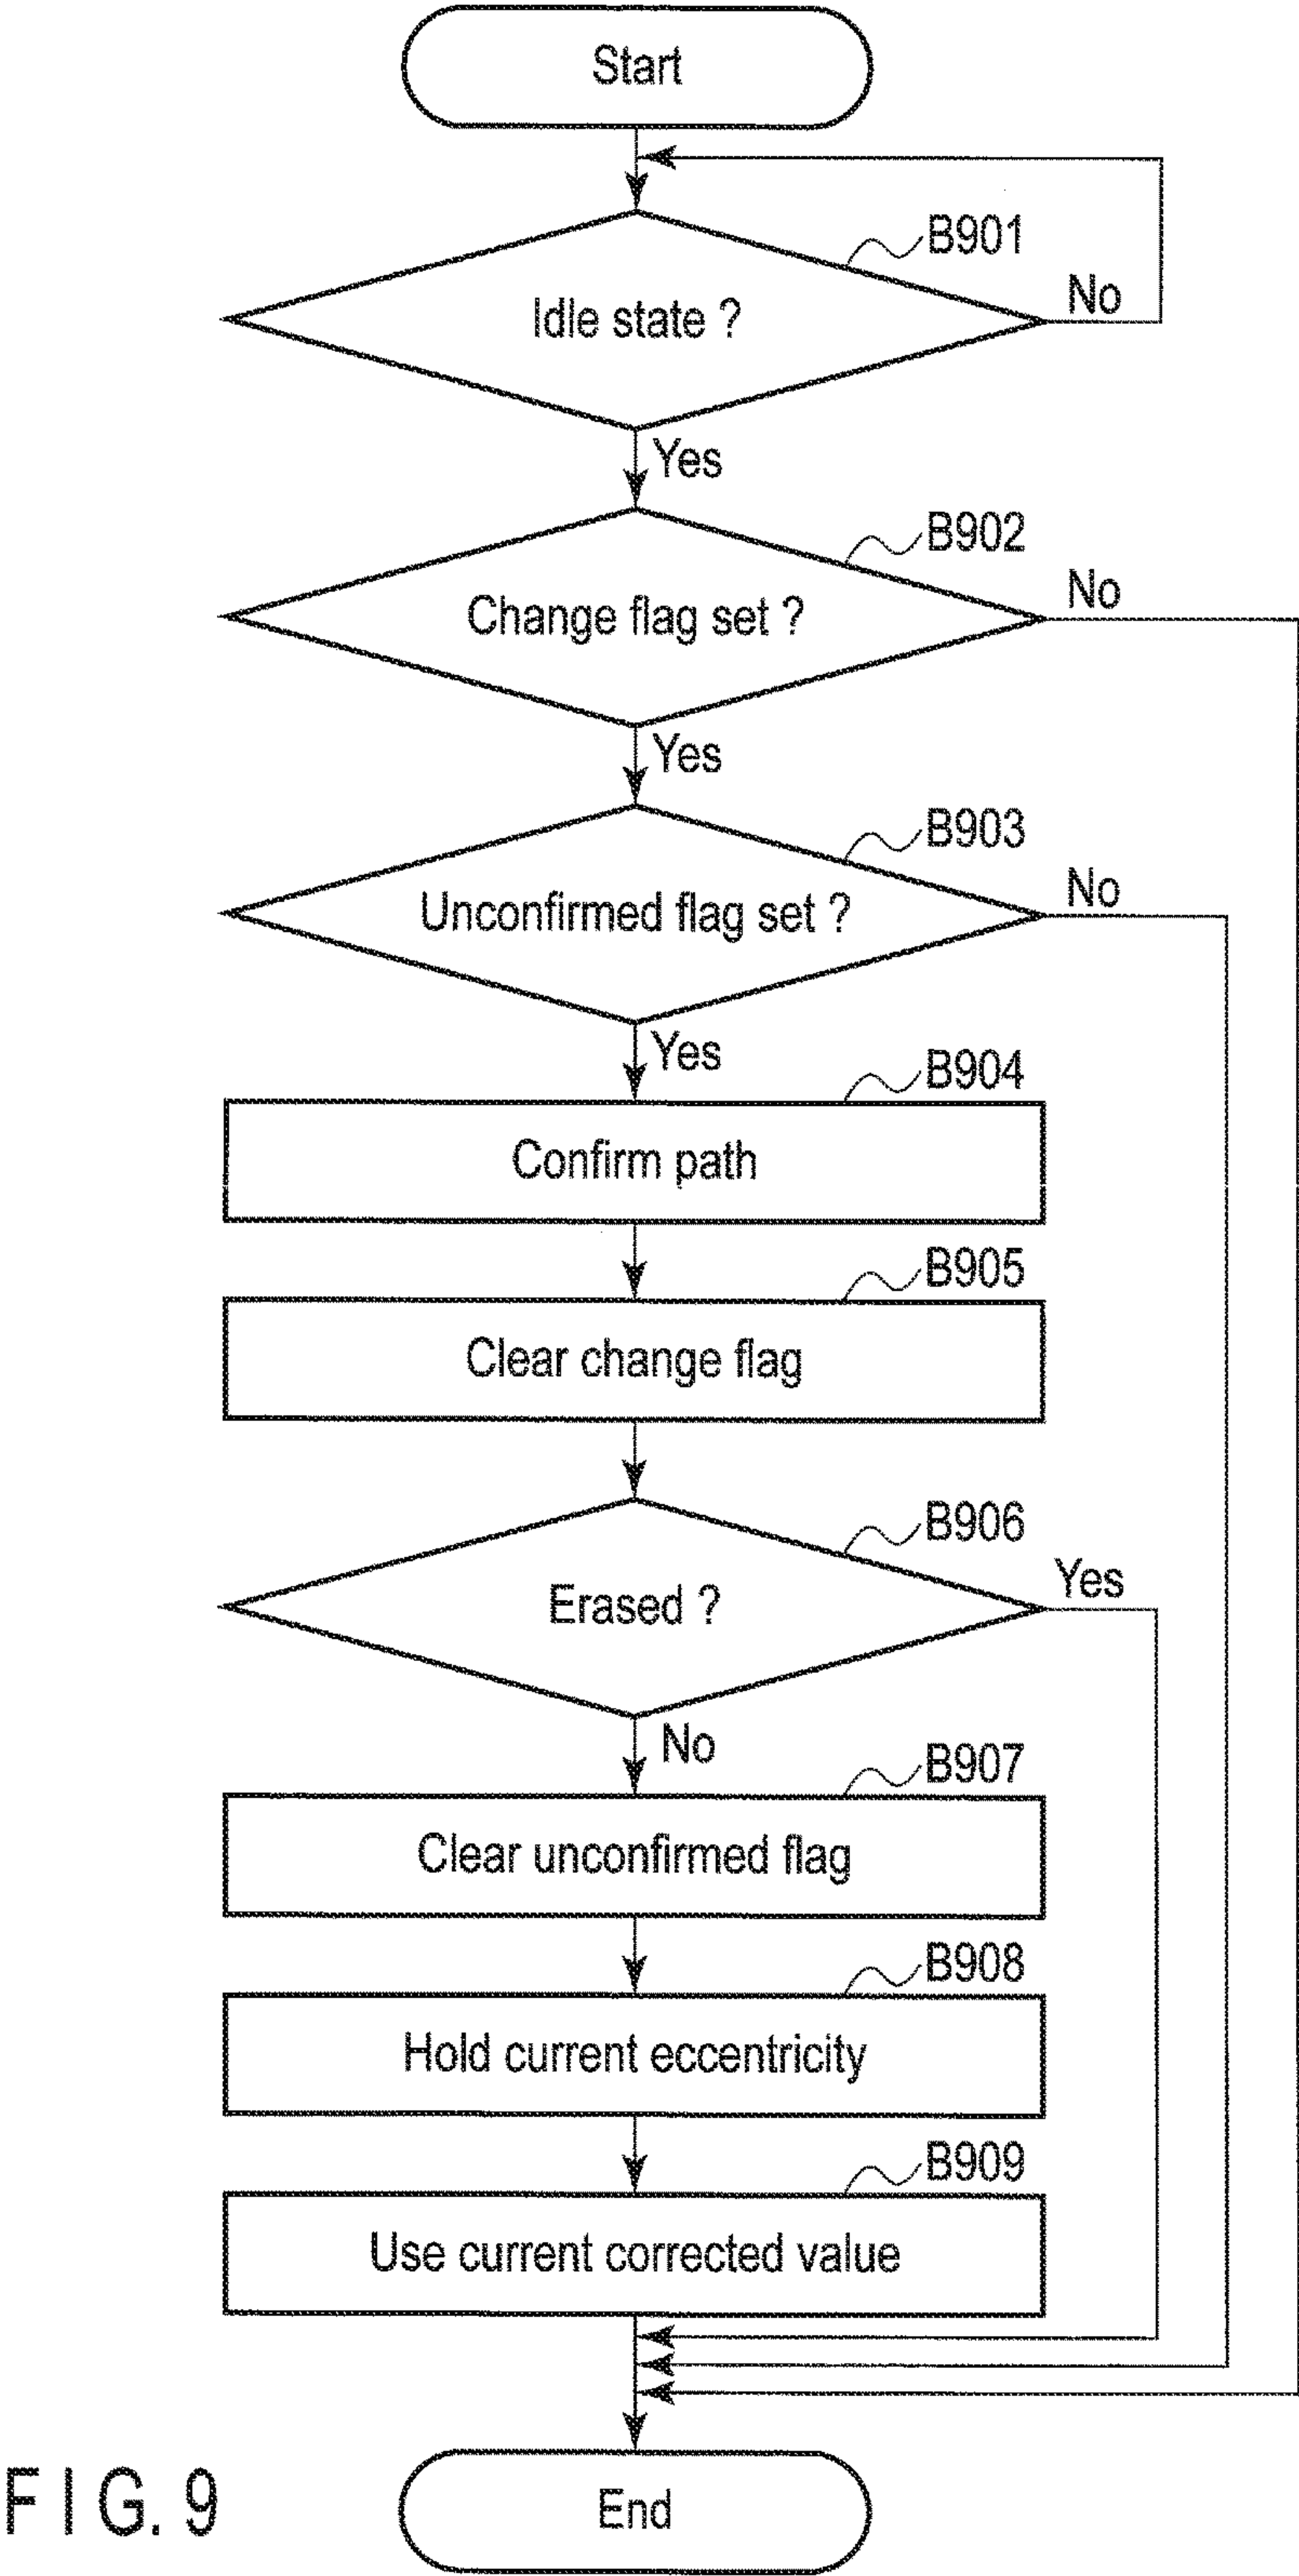 Start
B901
Idle state ?
No
Yes
B902
Change flag set ?
No
Yes
B903
Unconfirmed flag set ?
No
Yes
B904
Confirm path
B905
Clear change flag
B906
Erased ?
Yes
No
B907
Clear unconfirmed flag
B908
Hold current eccentricity
B909
Use current corrected value
End
F I G. 9